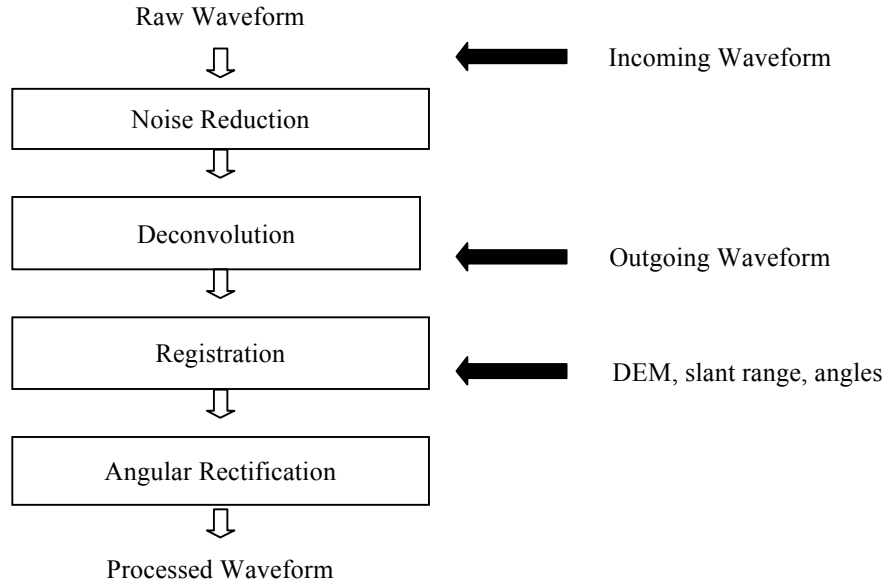 Raw Waveform
Incoming Waveform
Noise Reduction
Deconvolution
Outgoing Waveform
Registration
DEM, slant range, angles
Angular Rectification
Processed Waveform